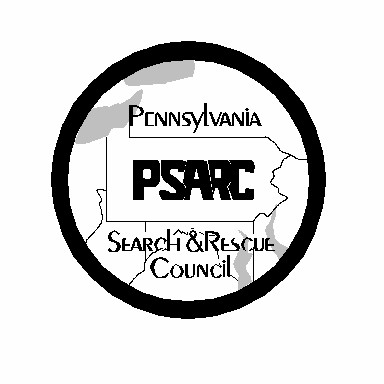 Pennsylvania
PSARC
Search & Rescue
Council